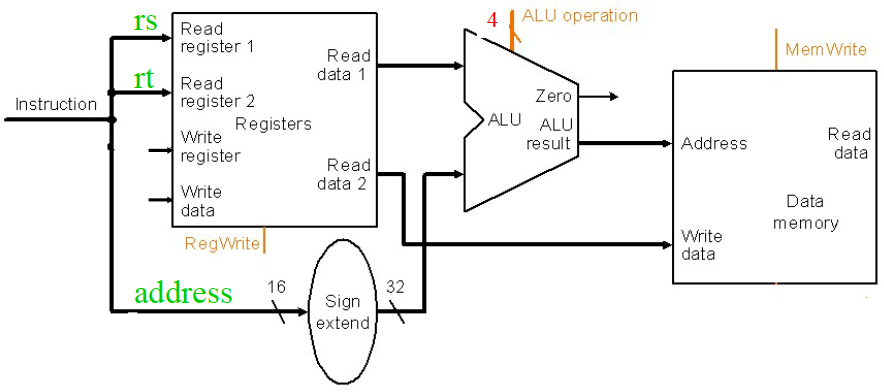 Instruction
rs
rt
address
Read
register 1
Read
register 2
Registers
Write
register
Write
data
Read
data 1
Read
data 2
RegWrite
16
Sign
extend
32
4
ALU operation
Zero
ALU
ALU
result
MemWrite
Address
Read
data
Data
memory
Write
data